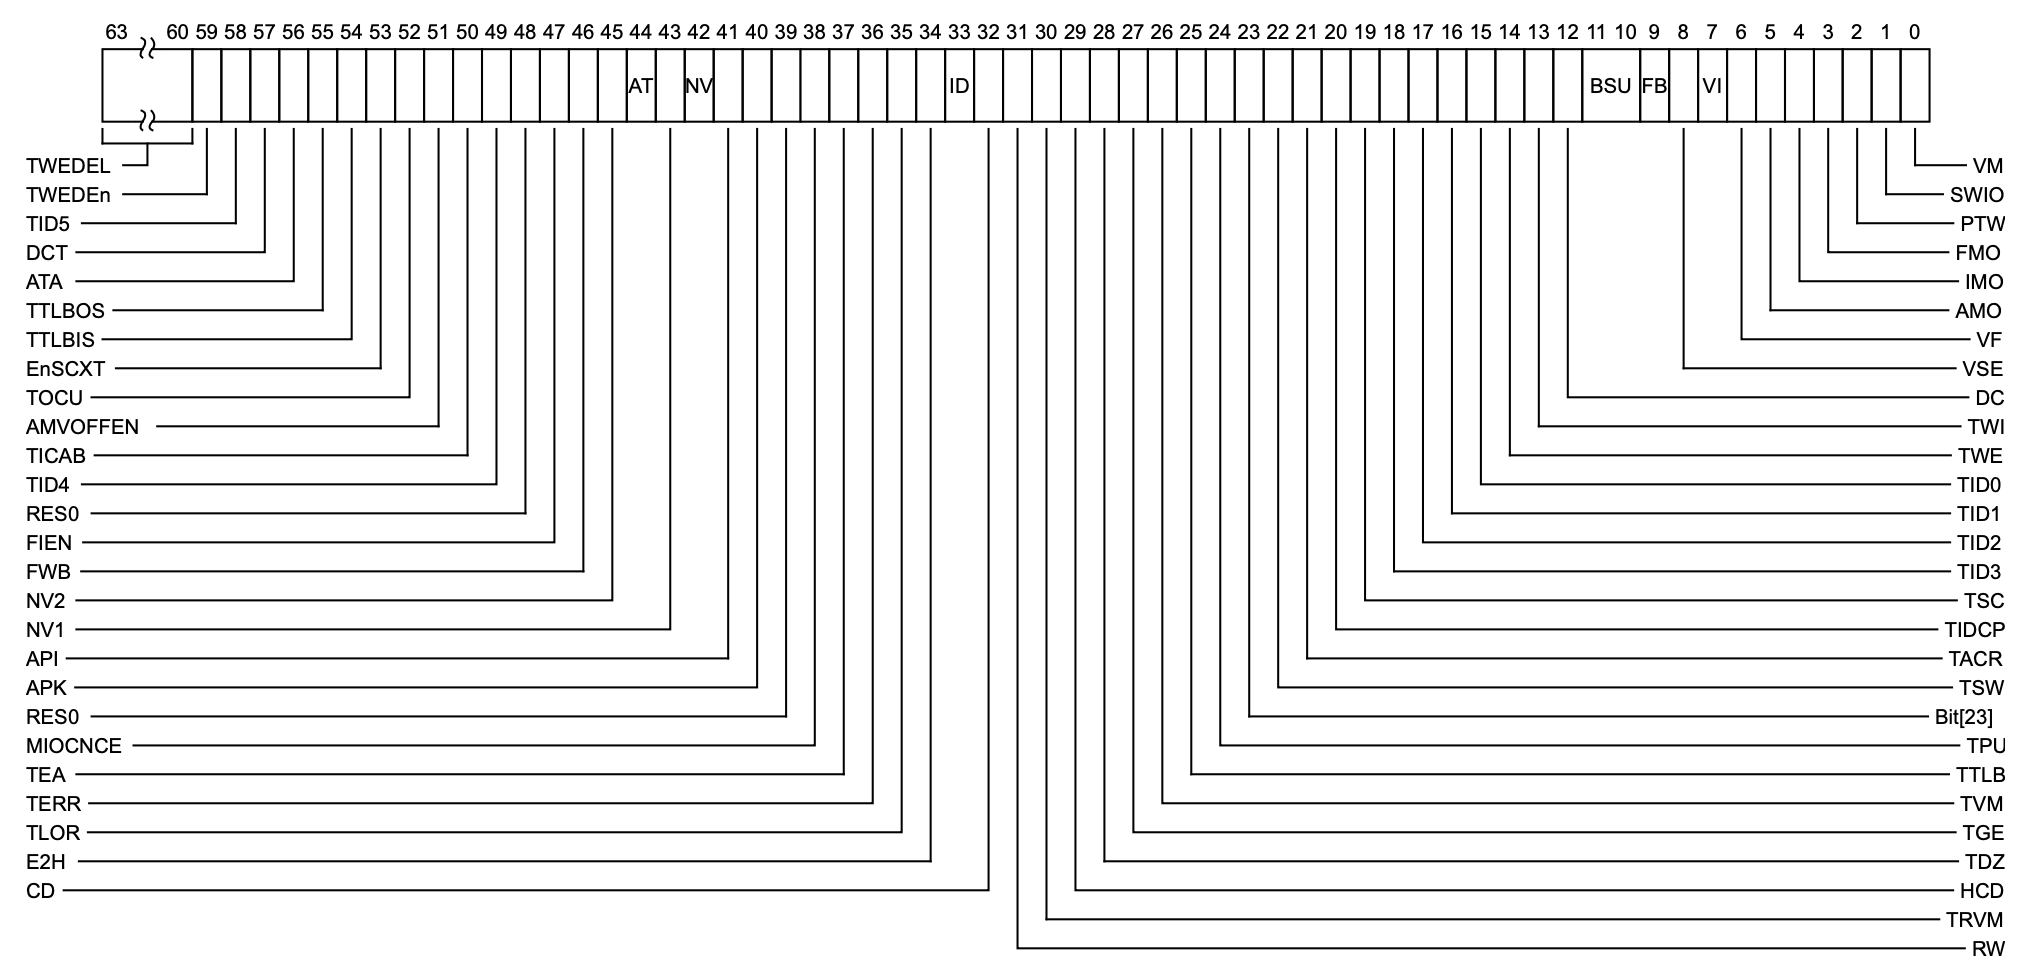 63 60 59 58 57 56 55 54 53 52 51 50 49 48 47 46 45 44 43 42 41 40 39 38 37 36 35 34 33 32 31 30 29 28 27 26 25 24 23 22 21 20 19 18 17 16 15 14 13 12 11 10 9 8 7 6 5 4 3 2 1 0
AT NV ID BSU FB VI
TWEDEL VM
TWEDEn SWIO
TID5 PTW
DCT FMO
ATA IMO
TTLBOS AMO
TTLBIS VF
EnSCXT VSE
TOCU DC
AMVOFFEN TWI
TICAB TWE
TID4 TID0
RES0 TID1
FIEN TID2
FWB TID3
NV2 TSC
NV1 TIDCP
API TACR
APK TSW
RES0 Bit[23]
MIOCNCE TPU
TEA TTLB
TERR TVM
TLOR TGE
E2H TDZ
CD HCD
TRVM
RW